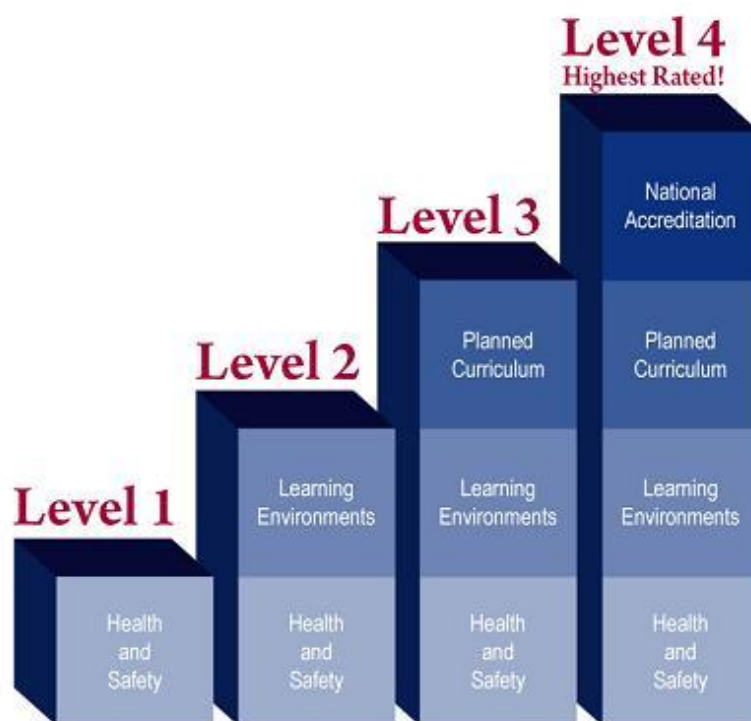 Level 4
Highest Rated!
National
Accreditation
Level 3
Planned
Curriculum
Planned
Curriculum
Level 2
Learning
Environments
Learning
Environments
Learning
Environments
Level 1
Health
and
Safety
Health
and
Safety
Health
and
Safety
Health
and
Safety